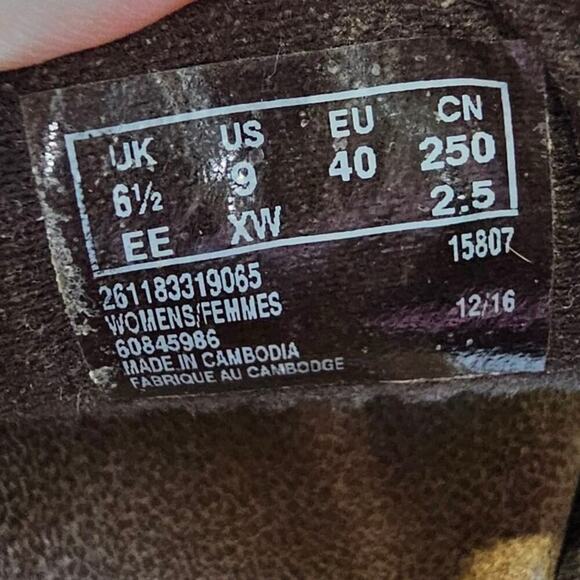 UK US EU CN
6½ 9 40 250
EE XW 2.5
261183319065 15807
WOMENS/FEMMES 12/16
60845986
MADE IN CAMBODIA
FABRIQUE AU CAMBODGE